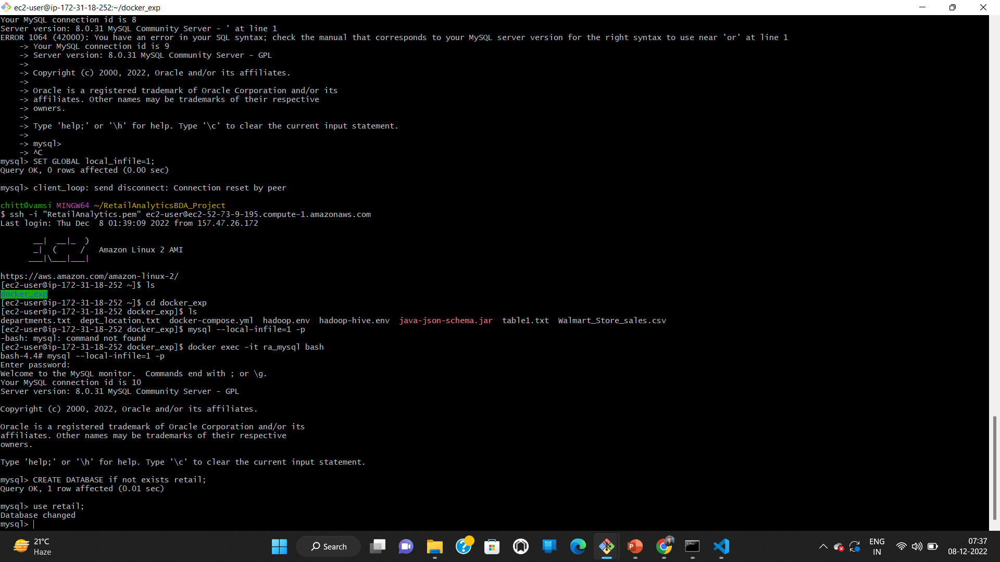 ec2-user@ip-172-31-18-252:~/docker_exp
Your MySQL connection id is 8
Server version: 8.0.31 MySQL Community Server - ' at line 1
ERROR 1064 (42000): You have an error in your SQL syntax; check the manual that corresponds to your MySQL server version for the right syntax to use near 'or' at line 1
    -> Your MySQL connection id is 9
    -> Server version: 8.0.31 MySQL Community Server - GPL
    ->
    -> Copyright (c) 2000, 2022, Oracle and/or its affiliates.
    ->
    -> Oracle is a registered trademark of Oracle Corporation and/or its
    -> affiliates. Other names may be trademarks of their respective
    -> owners.
    ->
    -> Type 'help;' or '\h' for help. Type '\c' to clear the current input statement.
    ->
    -> mysql>
    -> ^C
mysql> SET GLOBAL local_infile=1;
Query OK, 0 rows affected (0.00 sec)
mysql> client_loop: send disconnect: Connection reset by peer
chitt@vamsi MINGW64 ~/RetailAnalyticsBDA_Project
$ ssh -i "RetailAnalytics.pem" ec2-user@ec2-52-73-9-195.compute-1.amazonaws.com
Last login: Thu Dec  8 01:39:09 2022 from 157.47.26.172
       __|  __|_  )
       _|  (     /   Amazon Linux 2 AMI
      ___|\___|___|
https://aws.amazon.com/amazon-linux-2/
[ec2-user@ip-172-31-18-252 ~]$ ls
docker_exp
[ec2-user@ip-172-31-18-252 ~]$ cd docker_exp
[ec2-user@ip-172-31-18-252 docker_exp]$ ls
departments.txt  dept_location.txt  docker-compose.yml  hadoop.env  hadoop-hive.env  java-json-schema.jar  table1.txt  Walmart_Store_sales.csv
[ec2-user@ip-172-31-18-252 docker_exp]$ mysql --local-infile=1 -p
-bash: mysql: command not found
[ec2-user@ip-172-31-18-252 docker_exp]$ docker exec -it ra_mysql bash
bash-4.4# mysql --local-infile=1 -p
Enter password:
Welcome to the MySQL monitor.  Commands end with ; or \g.
Your MySQL connection id is 10
Server version: 8.0.31 MySQL Community Server - GPL
Copyright (c) 2000, 2022, Oracle and/or its affiliates.
Oracle is a registered trademark of Oracle Corporation and/or its
affiliates. Other names may be trademarks of their respective
owners.
Type 'help;' or '\h' for help. Type '\c' to clear the current input statement.
mysql> CREATE DATABASE if not exists retail;
Query OK, 1 row affected (0.01 sec)
mysql> use retail;
Database changed
mysql>
21°C
Haze
Search
ENG
IN
07:37
08-12-2022